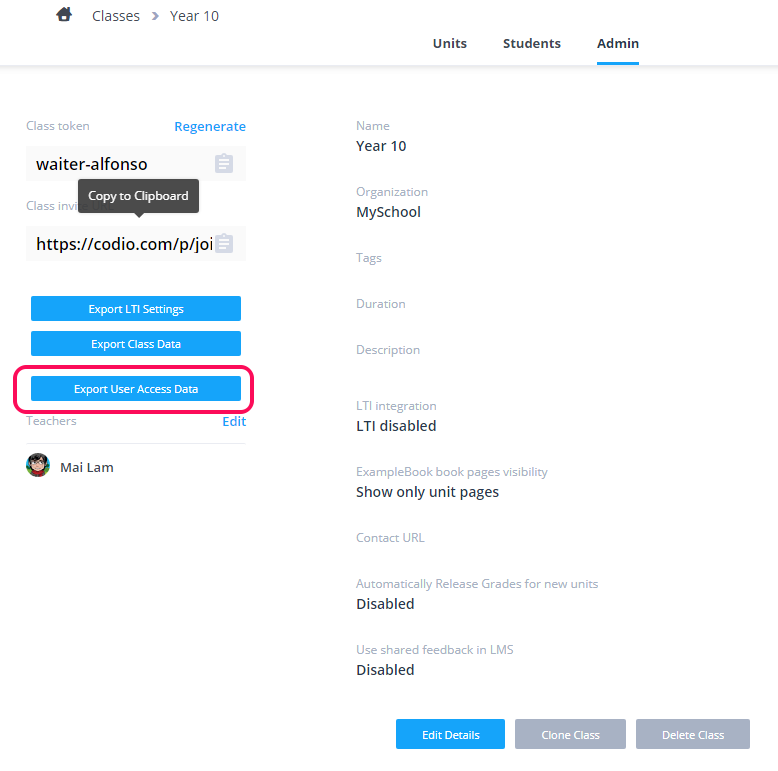 Classes > Year 10
Units Students Admin
Class token Regenerate
waiter-alfonso
Copy to Clipboard
Class invi
https://codio.com/p/joi
Export LTI Settings
Export Class Data
Export User Access Data
Teachers Edit
Mai Lam
Name
Year 10
Organization
MySchool
Tags
Duration
Description
LTI integration
LTI disabled
ExampleBook book pages visibility
Show only unit pages
Contact URL
Automatically Release Grades for new units
Disabled
Use shared feedback in LMS
Disabled
Edit Details Clone Class Delete Class